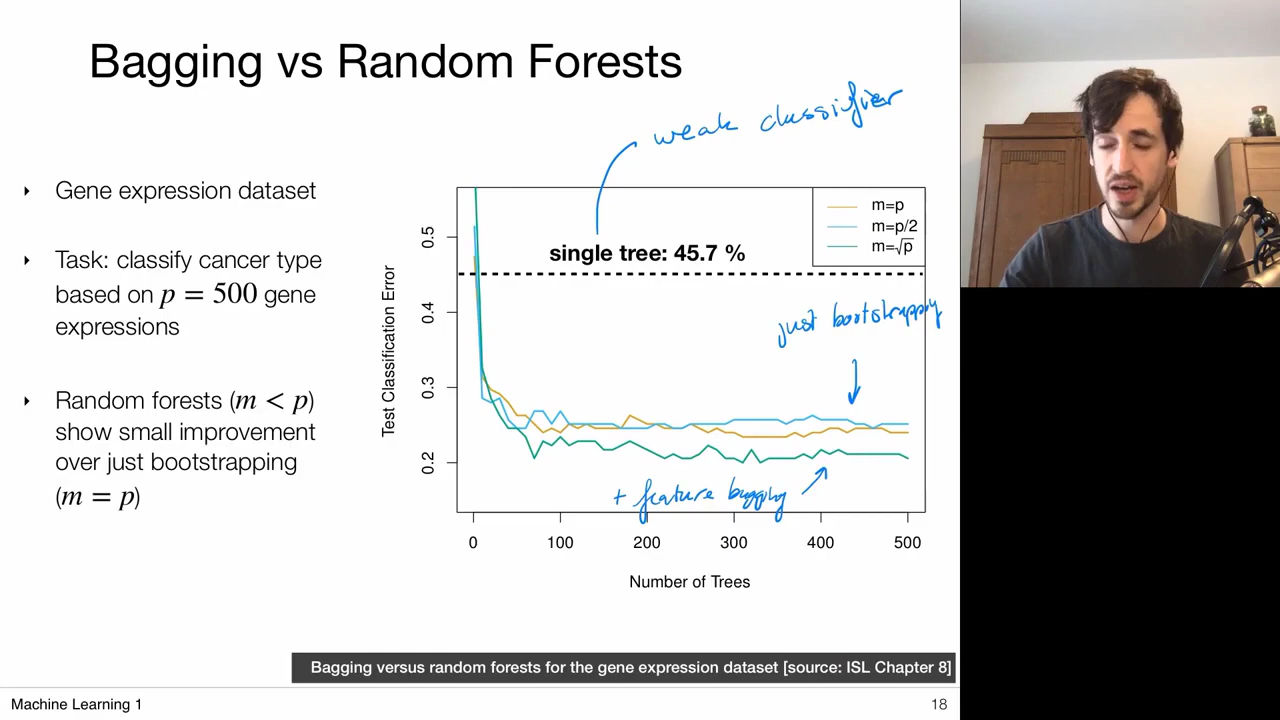 Bagging vs Random Forests
weak classifier
‣ Gene expression dataset
‣ Task: classify cancer type
based on p = 500 gene
expressions
‣ Random forests (m < p)
show small improvement
over just bootstrapping
(m = p)
m=p
m=p/2
m=√p
single tree: 45.7 %
just bootstrapping
+ feature bagging
Test Classification Error
0.5
0.4
0.3
0.2
0 100 200 300 400 500
Number of Trees
Bagging versus random forests for the gene expression dataset [source: ISL Chapter 8]
Machine Learning 1
18